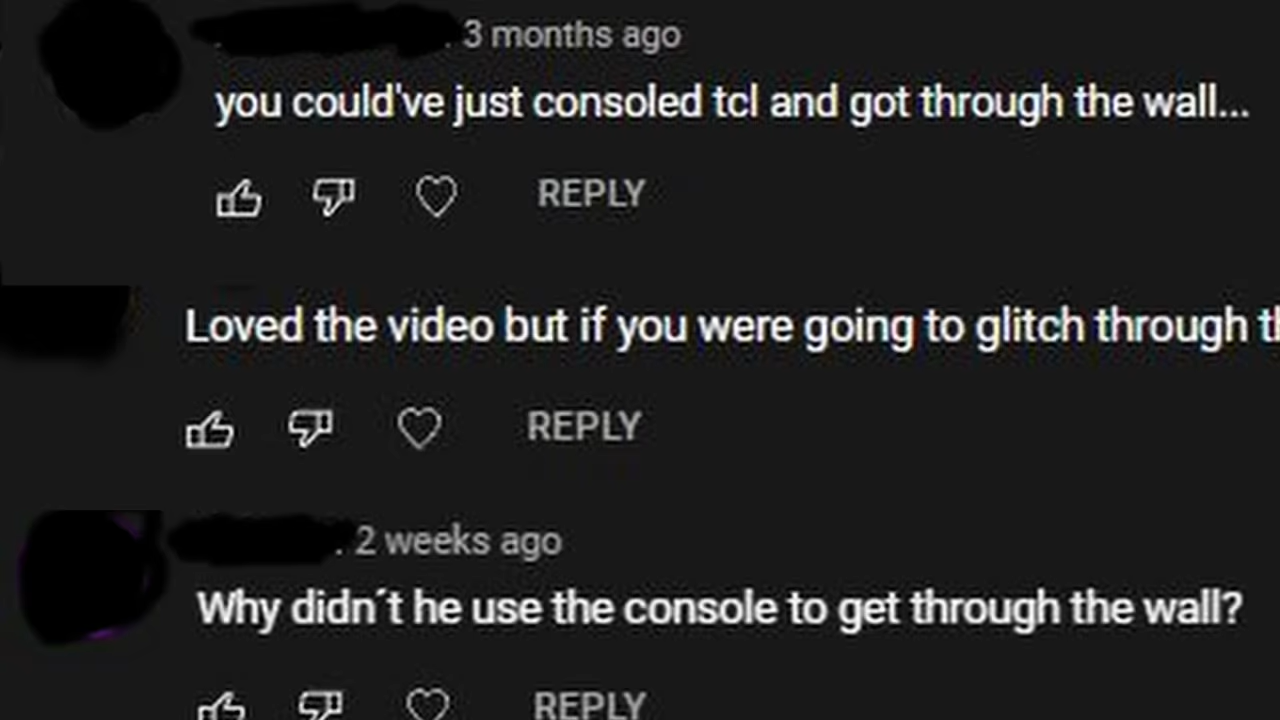 3 months ago
you could've just consoled tcl and got through the wall...
REPLY
Loved the video but if you were going to glitch through
REPLY
. 2 weeks ago
Why didn´t he use the console to get through the wall?
REPLY